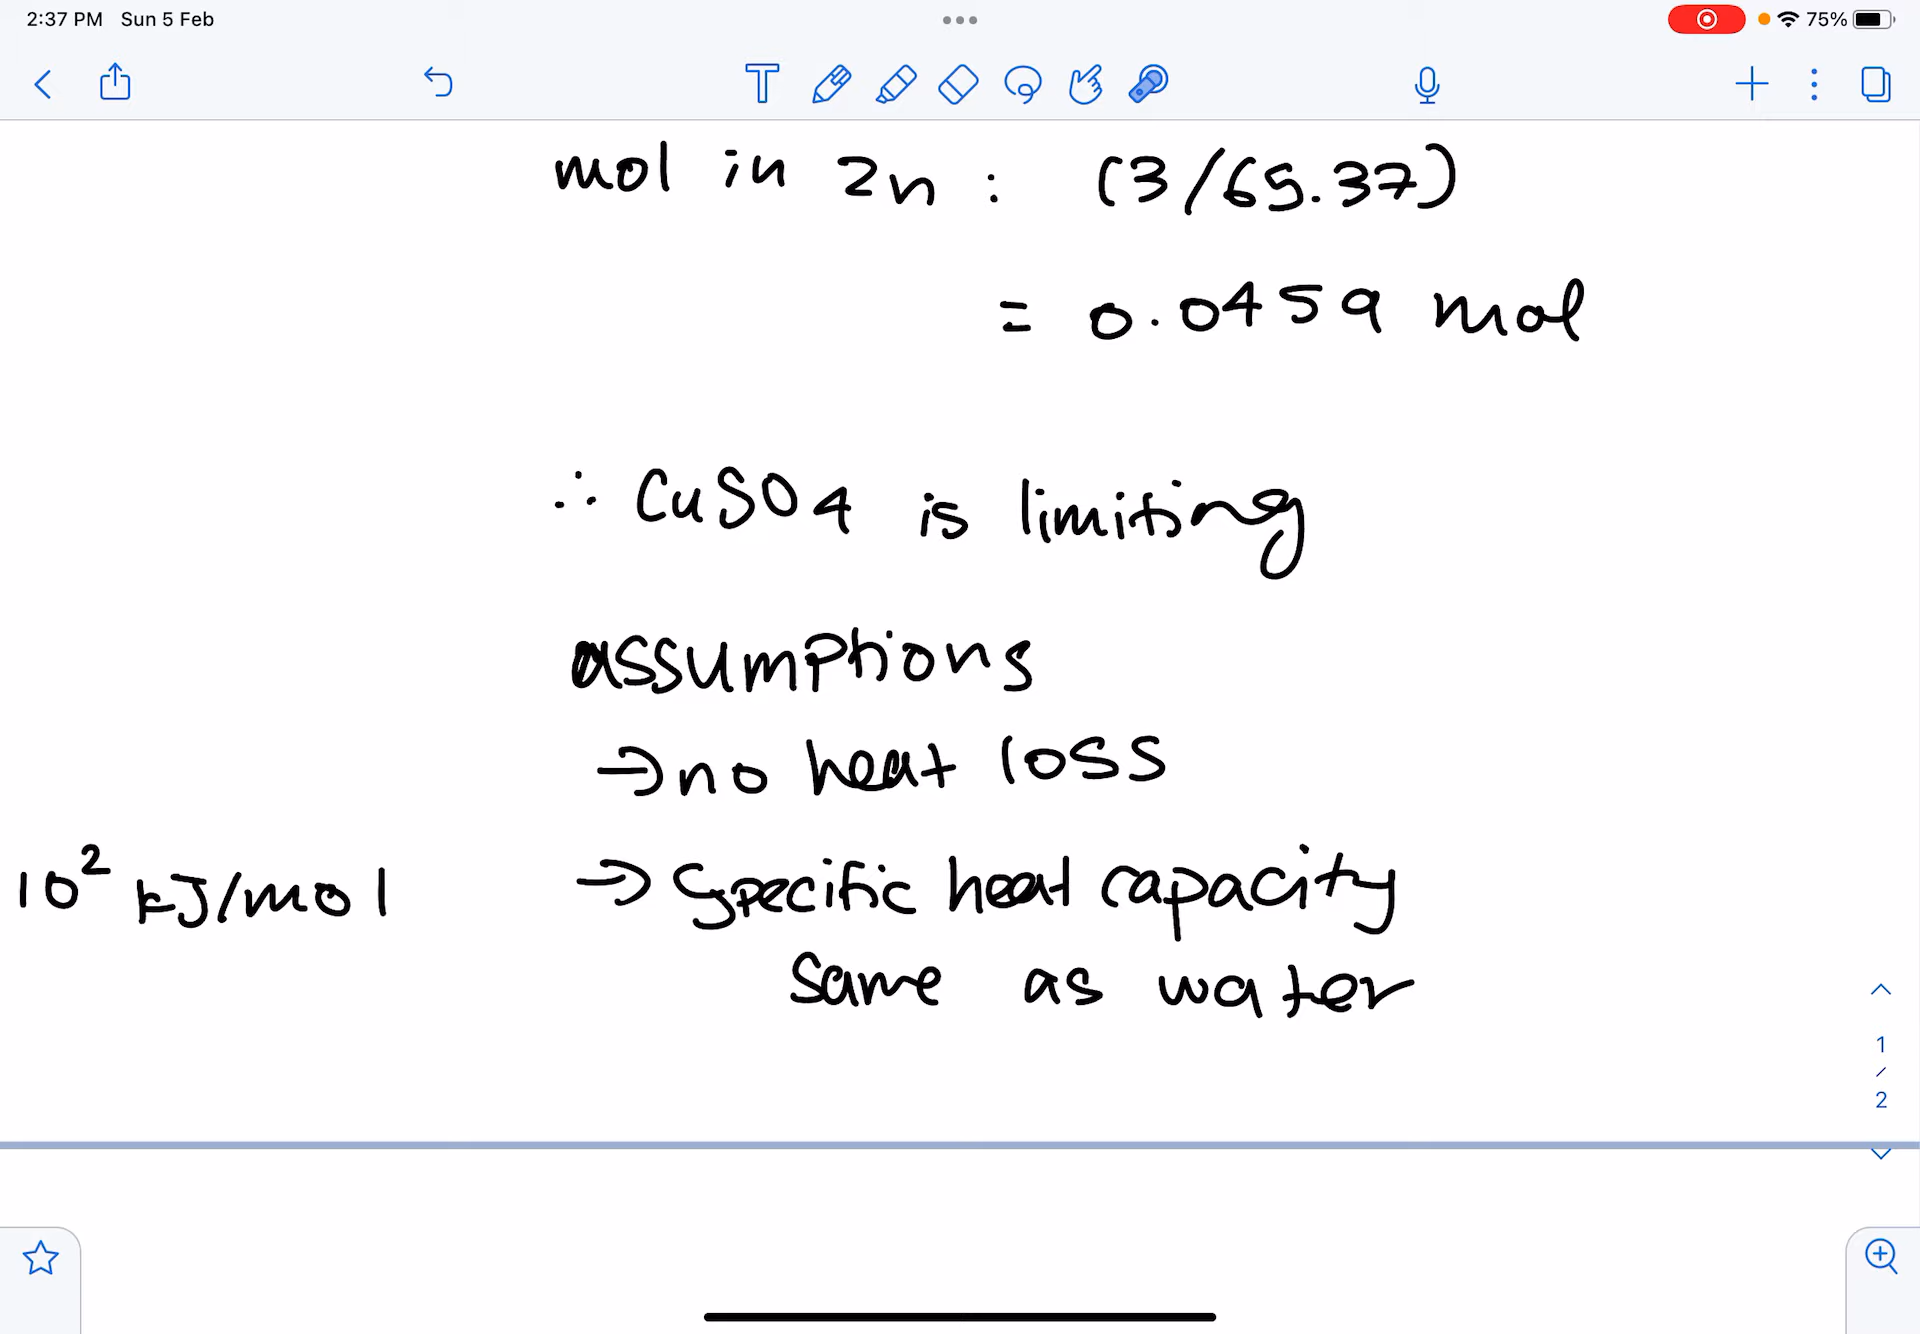 2:37 PM Sun 5 Feb
75%
mol in Zn : (3/65.37)
= 0.0459 mol
∴ CuSO4 is limiting
assumptions
→ no heat loss
10² kJ/mol
→ specific heat capacity
same as water
1
/
2